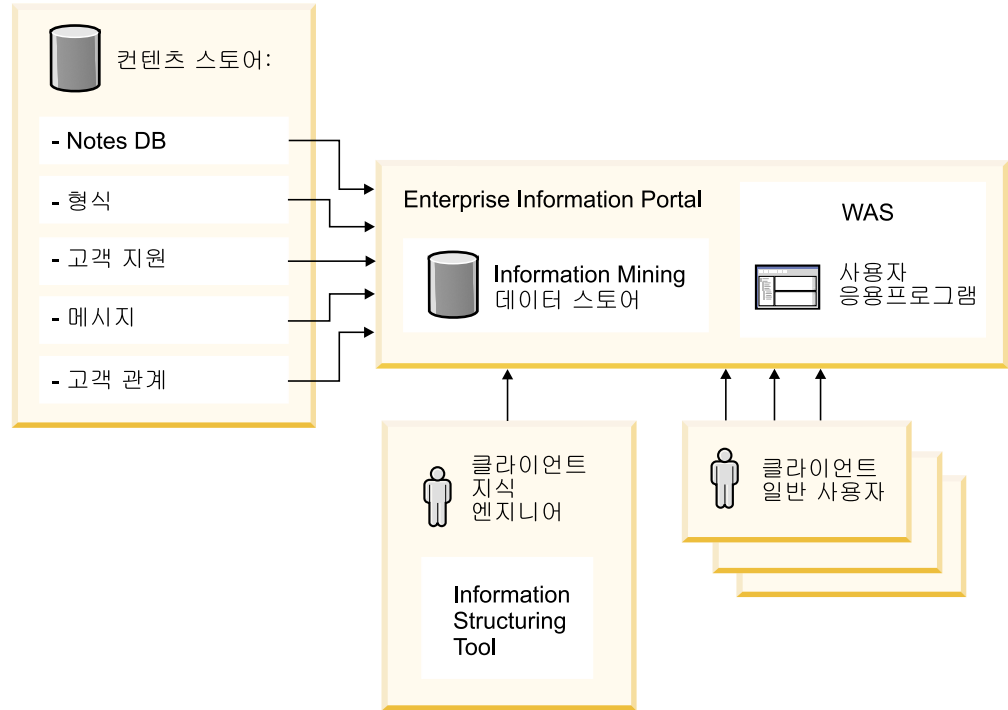 컨텐츠 스토어:
- Notes DB
- 형식
- 고객 지원
- 메시지
- 고객 관계
Enterprise Information Portal
Information Mining
데이터 스토어
WAS
사용자
응용프로그램
클라이언트
지식
엔지니어
Information
Structuring
Tool
클라이언트
일반 사용자